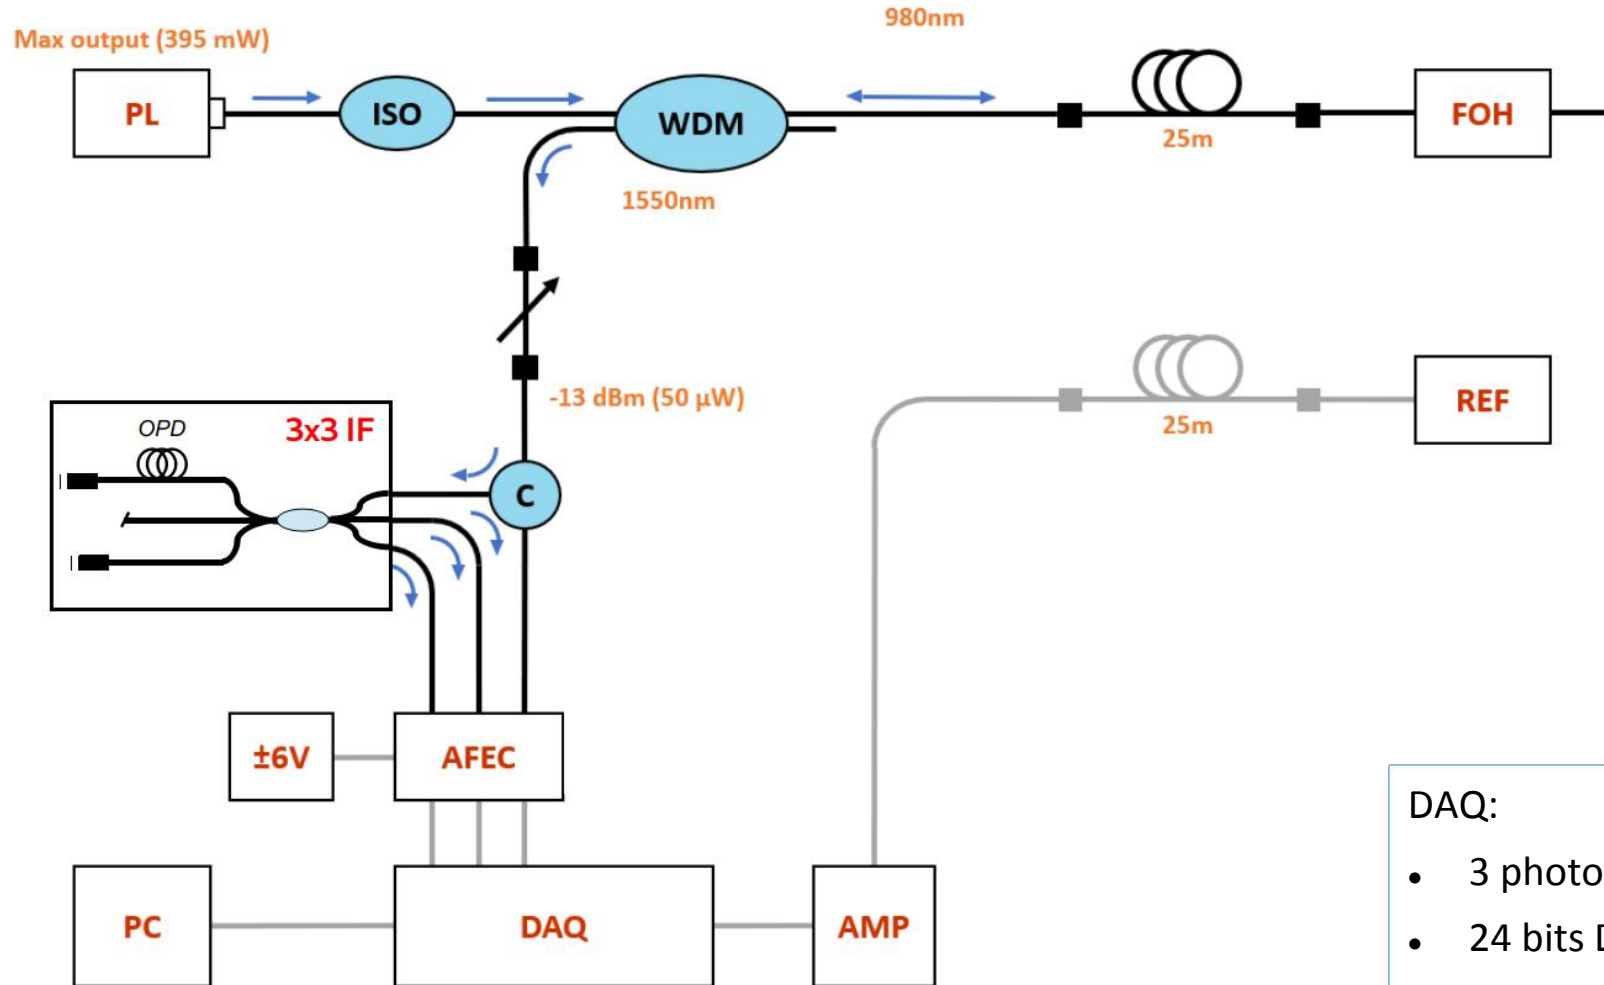 980nm
Max output (395 mW)
PL
ISO
WDM
FOH
25m
1550nm
-13 dBm (50 µW)
OPD
3x3 IF
C
REF
25m
±6V
AFEC
DAQ:
• 3 photo
• 24 bits
PC
DAQ
AMP